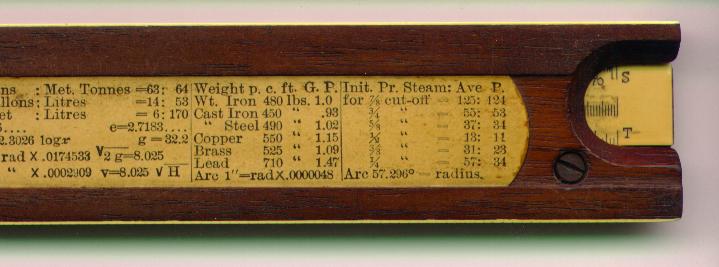 ns : Met. Tonnes =63: 64 Weight p. c. ft. G. P. Init. Pr. Steam: Ave P.
llons: Litres =14: 53 Wt. Iron 480 lbs. 1.0 for ⅞ cut-off = 125: 124
et : Litres = 6: 170 Cast Iron 450 " .93 ¾ " = 55: 53
.... e=2.7183.... " Steel 490 " 1.02 ⅝ " = 37: 34
2.3026 log x g=32.2 Copper 550 " 1.15 ½ " = 13: 11
rad X .0174533 √2 g=8.025 Brass 525 " 1.09 ⅜ " = 31: 23
" X .0002909 v=8.025 √H Lead 710 " 1.47 ¼ " = 57: 34
Arc 1"=rad X .0000048 Arc 57.296° = radius.
S
T